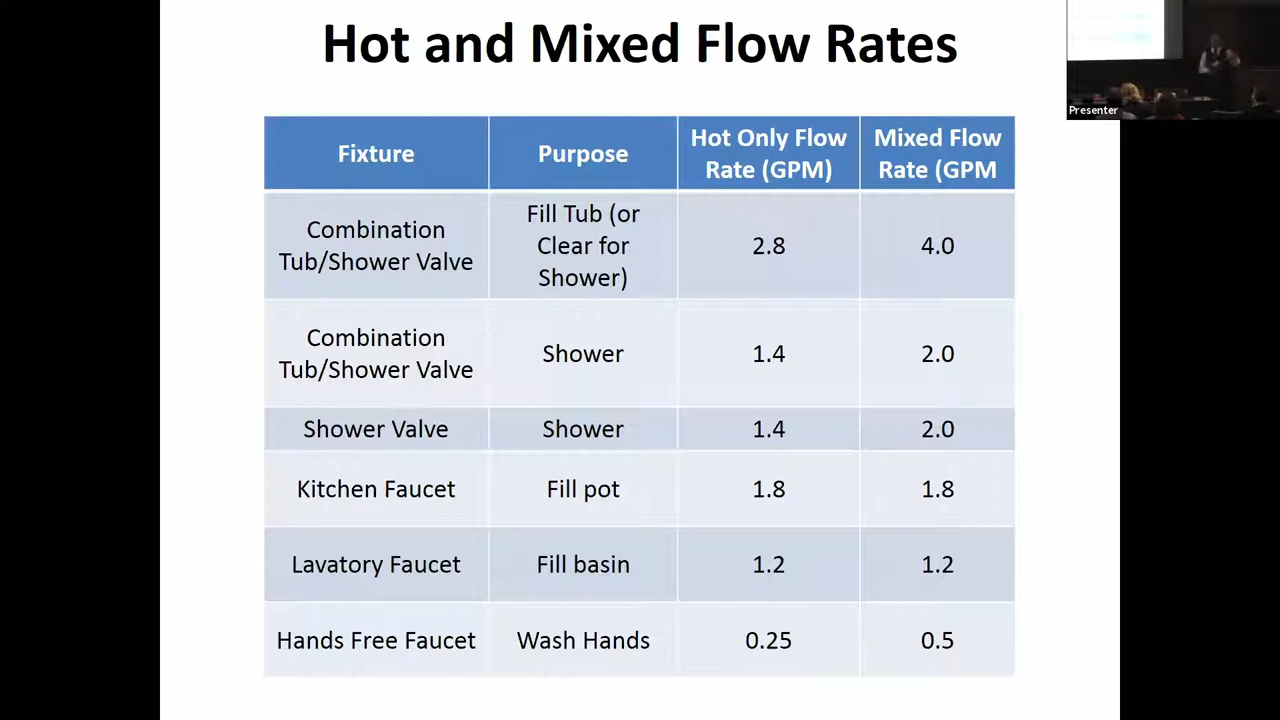 Hot and Mixed Flow Rates
Presenter
Fixture
Purpose
Hot Only Flow
Rate (GPM)
Mixed Flow
Rate (GPM
Combination
Tub/Shower Valve
Fill Tub (or
Clear for
Shower)
2.8
4.0
Combination
Tub/Shower Valve
Shower
1.4
2.0
Shower Valve
Shower
1.4
2.0
Kitchen Faucet
Fill pot
1.8
1.8
Lavatory Faucet
Fill basin
1.2
1.2
Hands Free Faucet
Wash Hands
0.25
0.5